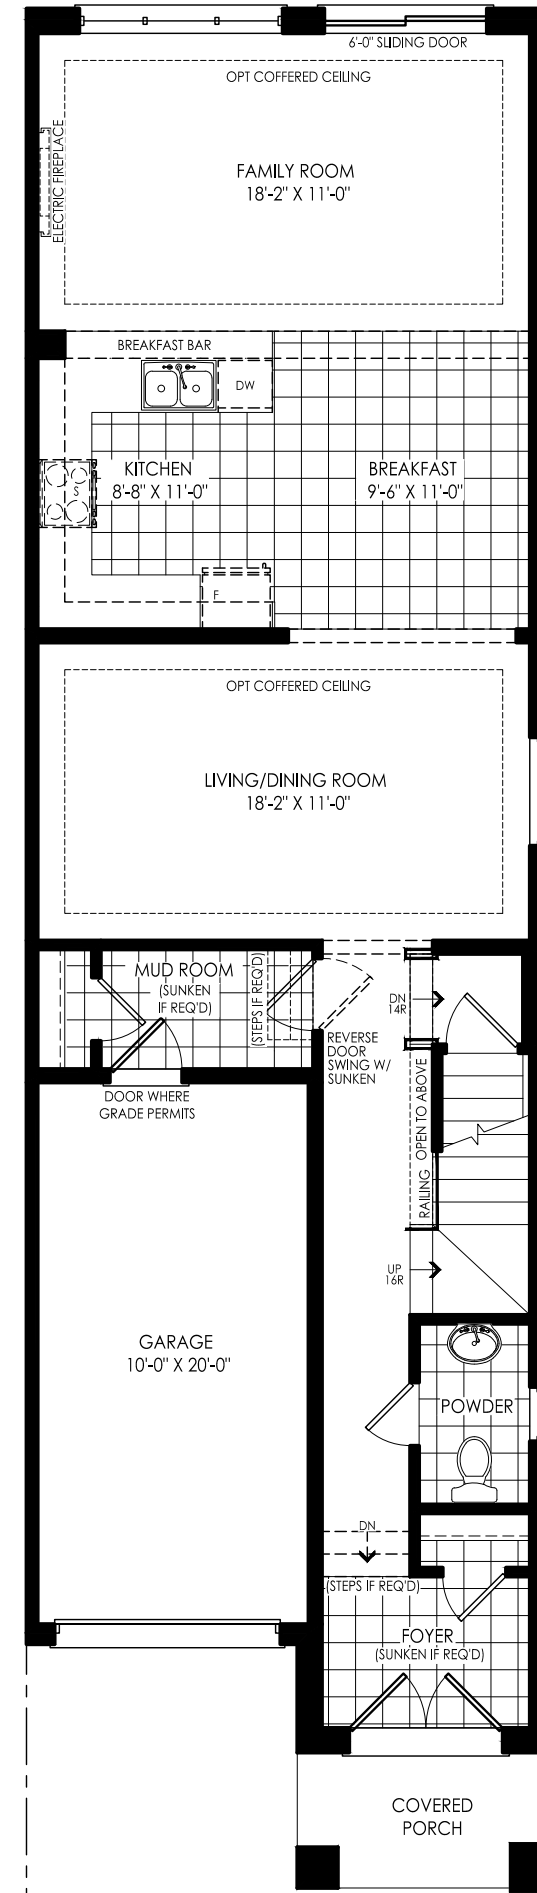 6'-0" SLIDING DOOR
OPT COFFERED CEILING
ELECTRIC FIREPLACE
FAMILY ROOM
18'-2" X 11'-0"
BREAKFAST BAR
DW
KITCHEN
8'-8" X 11'-0"
S
BREAKFAST
9'-6" X 11'-0"
F
OPT COFFERED CEILING
LIVING/DINING ROOM
18'-2" X 11'-0"
MUD ROOM
(SUNKEN
IF REQ'D)
(STEPS IF REQ'D)
DN
14R
REVERSE
DOOR
SWING W/
SUNKEN
DOOR WHERE
GRADE PERMITS
RAILING
OPEN TO ABOVE
UP
16R
GARAGE
10'-0" X 20'-0"
POWDER
DN
(STEPS IF REQ'D)
FOYER
(SUNKEN IF REQ'D)
COVERED
PORCH